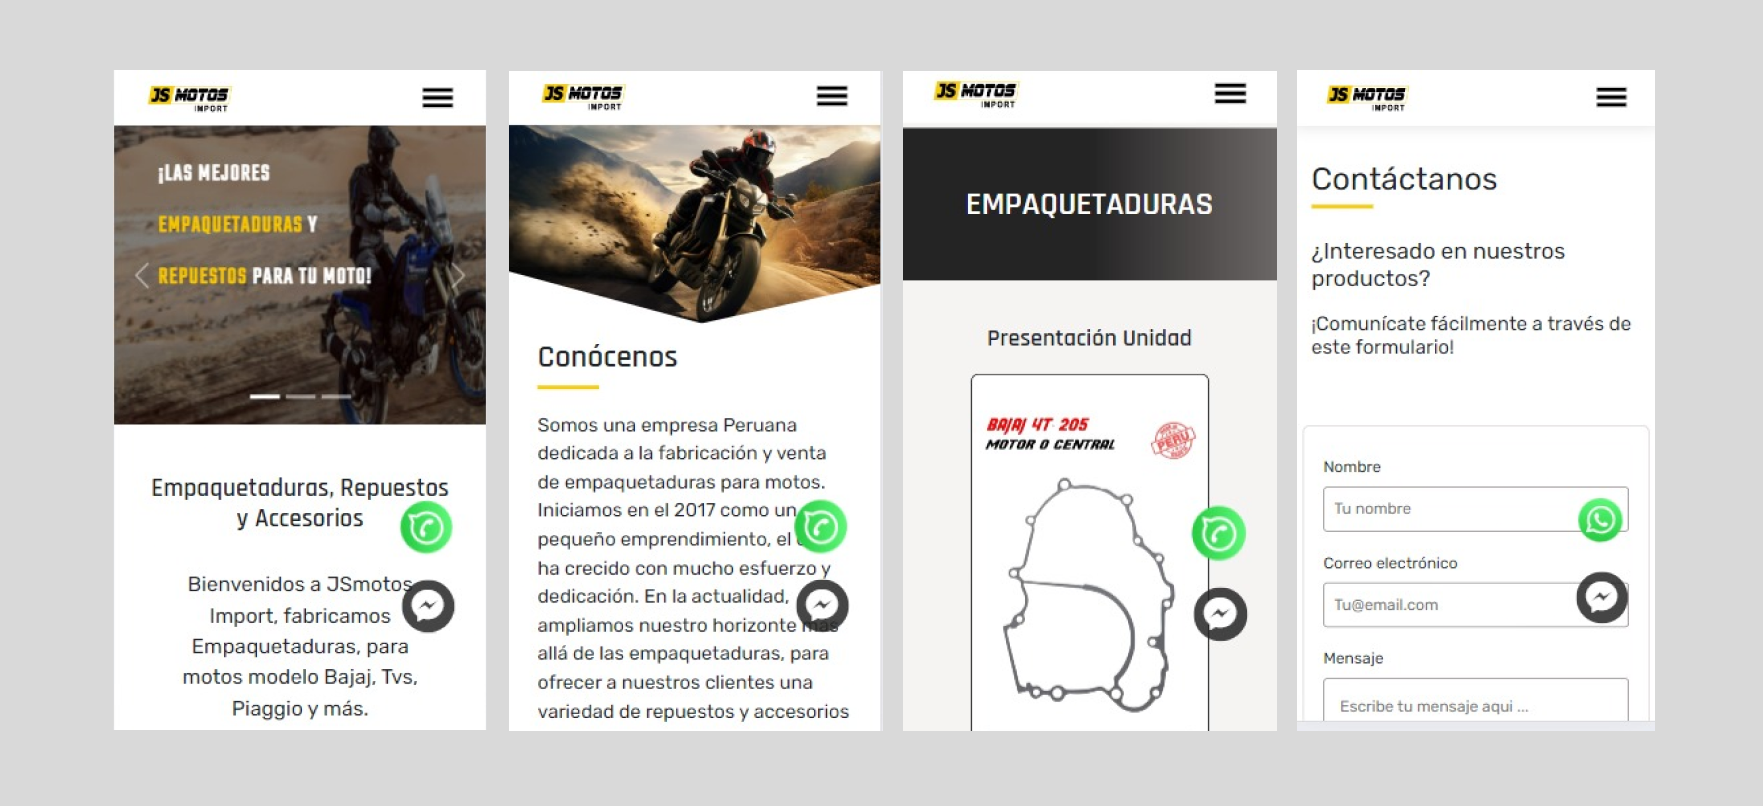 JS MOTOS
IMPORT
¡LAS MEJORES
EMPAQUETADURAS Y
REPUESTOS PARA TU MOTO!
Empaquetaduras, Repuestos
y Accesorios
Bienvenidos a JSmotos
Import, fabricamos
Empaquetaduras, para
motos modelo Bajaj, Tvs,
Piaggio y más.
JS MOTOS
IMPORT
Conócenos
Somos una empresa Peruana
dedicada a la fabricación y venta
de empaquetaduras para motos.
Iniciamos en el 2017 como un
pequeño emprendimiento, el
ha crecido con mucho esfuerzo y
dedicación. En la actualidad,
ampliamos nuestro horizonte más
allá de las empaquetaduras, para
ofrecer a nuestros clientes una
variedad de repuestos y accesorios
JS MOTOS
IMPORT
EMPAQUETADURAS
Presentación Unidad
BAJAJ 4T 205
MOTOR O CENTRAL
PERU
JS MOTOS
IMPORT
Contáctanos
¿Interesado en nuestros
productos?
¡Comunícate fácilmente a través de
este formulario!
Nombre
Tu nombre
Correo electrónico
Tu@email.com
Mensaje
Escribe tu mensaje aqui ...